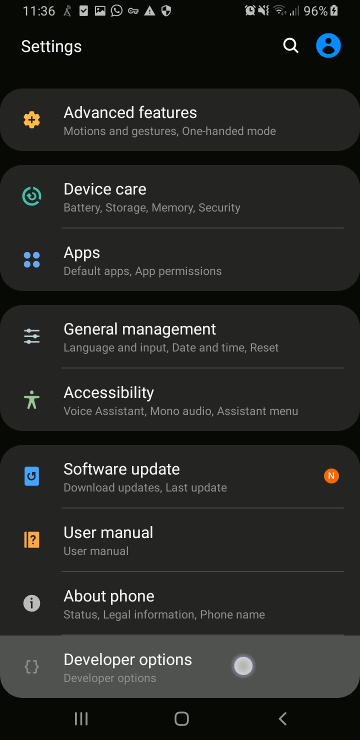 11:36
96%
Settings
Advanced features
Motions and gestures, One-handed mode
Device care
Battery, Storage, Memory, Security
Apps
Default apps, App permissions
General management
Language and input, Date and time, Reset
Accessibility
Voice Assistant, Mono audio, Assistant menu
Software update
Download updates, Last update
N
User manual
User manual
About phone
Status, Legal information, Phone name
Developer options
Developer options